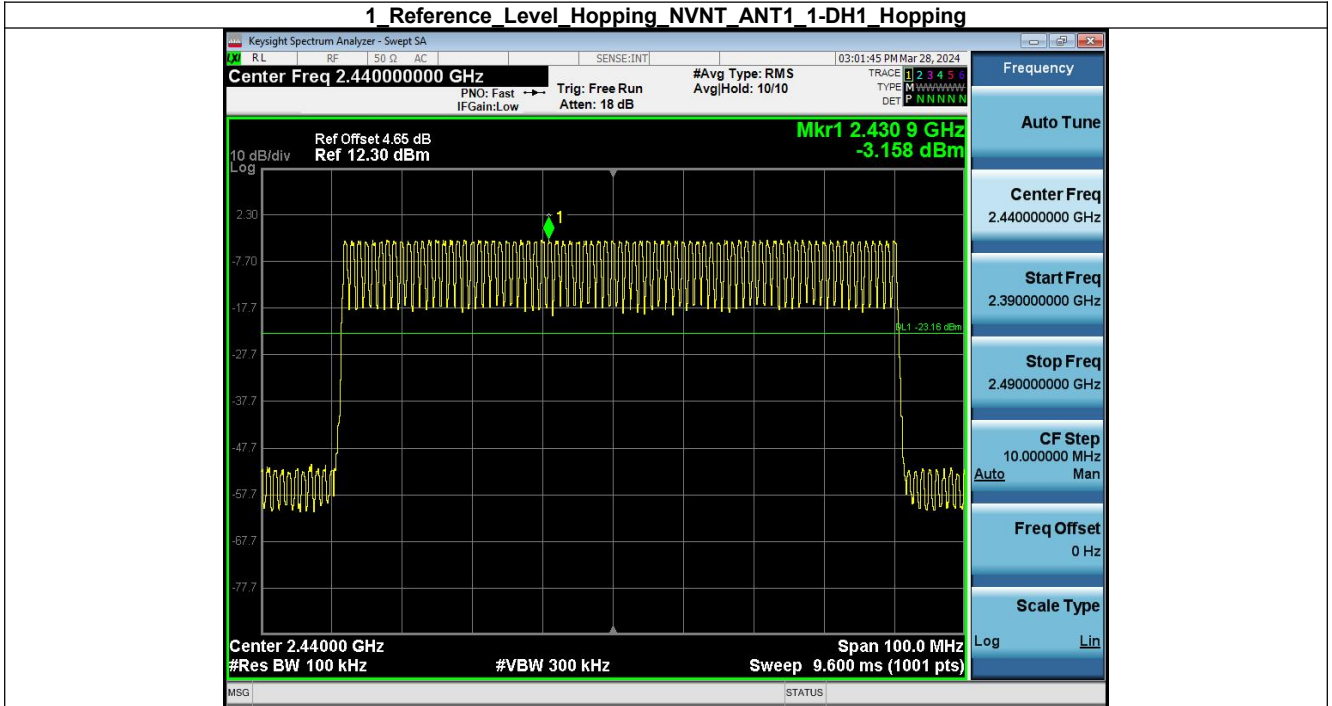 1_Reference_Level_Hopping_NVNT_ANT1_1-DH1_Hopping
Keysight Spectrum Analyzer - Swept SA
LXI RL RF 50 Ω AC SENSE:INT 03:01:45 PM Mar 28, 2024
Center Freq 2.440000000 GHz
PNO: Fast
IFGain:Low
Trig: Free Run
Atten: 18 dB
#Avg Type: RMS
Avg|Hold: 10/10
TRACE 1 2 3 4 5 6
TYPE M WWWWW
DET P N N N N N
Mkr1 2.430 9 GHz
-3.158 dBm
Ref Offset 4.65 dB
10 dB/div Ref 12.30 dBm
Log
1
2.30
-7.70
-17.7
DL1 -23.16 dBm
-27.7
-37.7
-47.7
-57.7
-67.7
-77.7
Center 2.44000 GHz Span 100.0 MHz
#Res BW 100 kHz #VBW 300 kHz Sweep 9.600 ms (1001 pts)
MSG STATUS
Frequency
Auto Tune
Center Freq
2.440000000 GHz
Start Freq
2.390000000 GHz
Stop Freq
2.490000000 GHz
CF Step
10.000000 MHz
Auto Man
Freq Offset
0 Hz
Scale Type
Log Lin